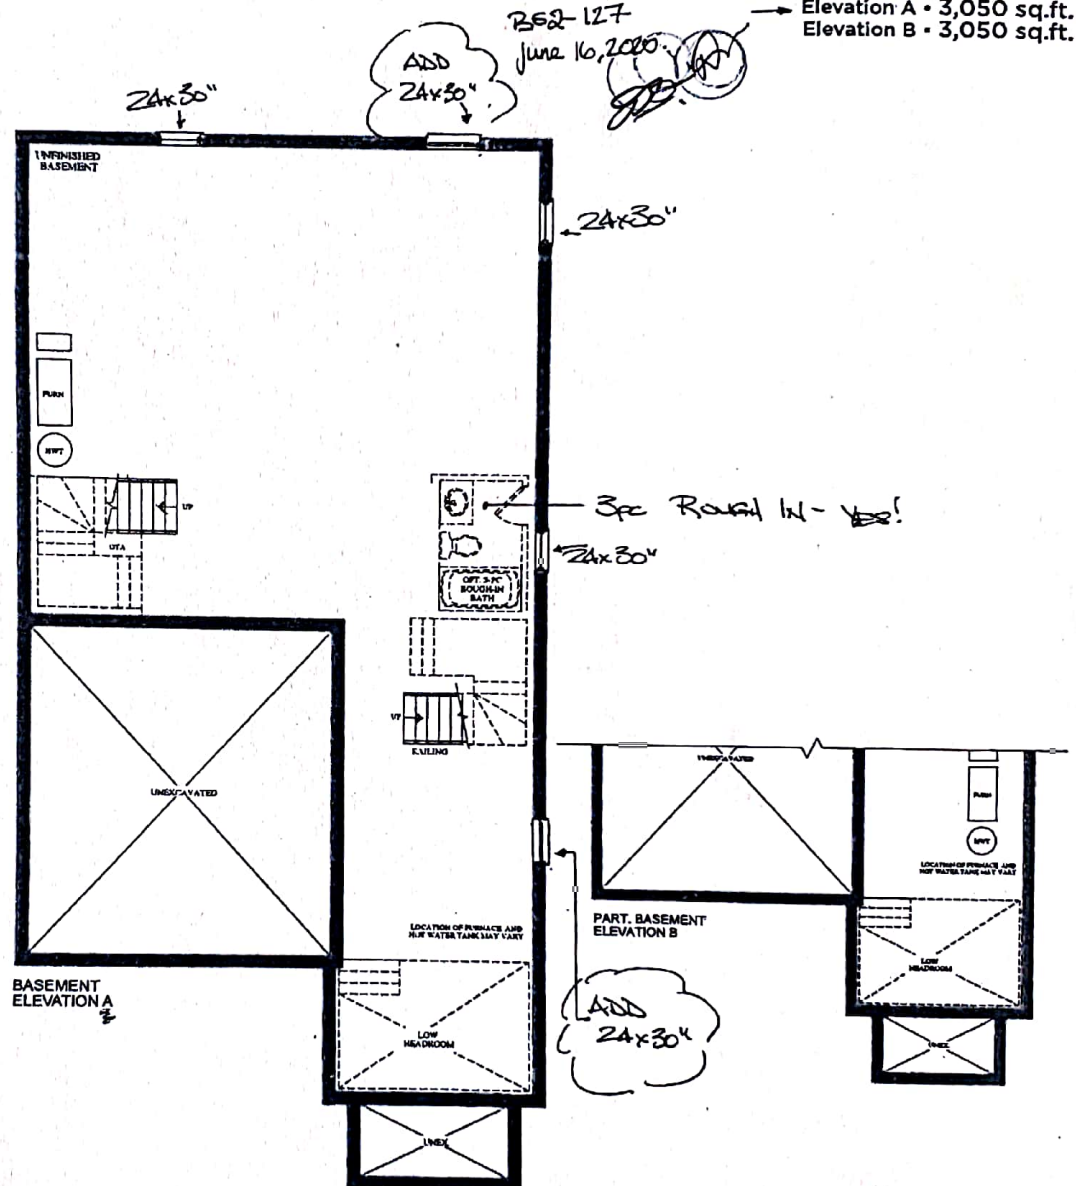 Elevation A • 3,050 sq.ft.
Elevation B • 3,050 sq.ft.
B62-127
June 16, 2020
ADD
24x30"
24x30"
UNFINISHED
BASEMENT
24x30"
FURN
HWT
UP
OTA
3pc ROUGH IN - YES!
24x30"
OPT. 3-PC
ROUGH-IN
BATH
UP
RAILING
UNEXCAVATED
UNEXCAVATED
FURN
HWT
LOCATION OF FURNACE AND
HOT WATER TANK MAY VARY
PART. BASEMENT
ELEVATION B
LOCATION OF FURNACE AND
HOT WATER TANK MAY VARY
LOW
HEADROOM
BASEMENT
ELEVATION A
ADD
24x30"
LOW
HEADROOM
UNEX
UNEX